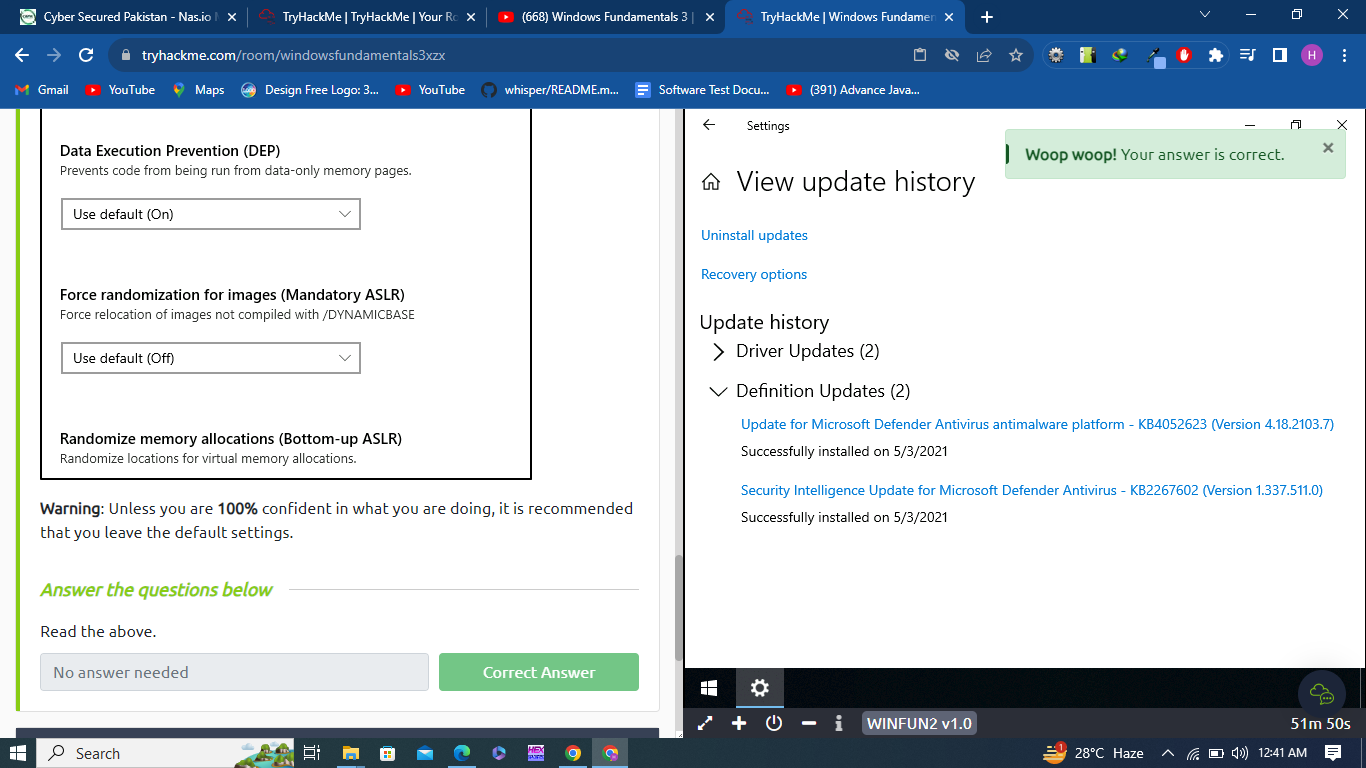 Cyber Secured Pakistan - Nas.io
TryHackMe | TryHackMe | Your Ro
(668) Windows Fundamentals 3 |
TryHackMe | Windows Fundamen
tryhackme.com/room/windowsfundamentals3xzx
H
Gmail
YouTube
Maps
Design Free Logo: 3...
YouTube
whisper/README.m...
Software Test Docu...
(391) Advance Java...
Data Execution Prevention (DEP)
Prevents code from being run from data-only memory pages.
Use default (On)
Force randomization for images (Mandatory ASLR)
Force relocation of images not compiled with /DYNAMICBASE
Use default (Off)
Randomize memory allocations (Bottom-up ASLR)
Randomize locations for virtual memory allocations.
Warning: Unless you are 100% confident in what you are doing, it is recommended
that you leave the default settings.
Answer the questions below
Read the above.
No answer needed
Correct Answer
Settings
Woop woop! Your answer is correct.
View update history
Uninstall updates
Recovery options
Update history
Driver Updates (2)
Definition Updates (2)
Update for Microsoft Defender Antivirus antimalware platform - KB4052623 (Version 4.18.2103.7)
Successfully installed on 5/3/2021
Security Intelligence Update for Microsoft Defender Antivirus - KB2267602 (Version 1.337.511.0)
Successfully installed on 5/3/2021
WINFUN2 v1.0
51m 50s
Search
HEX
1
28°C Haze
12:41 AM